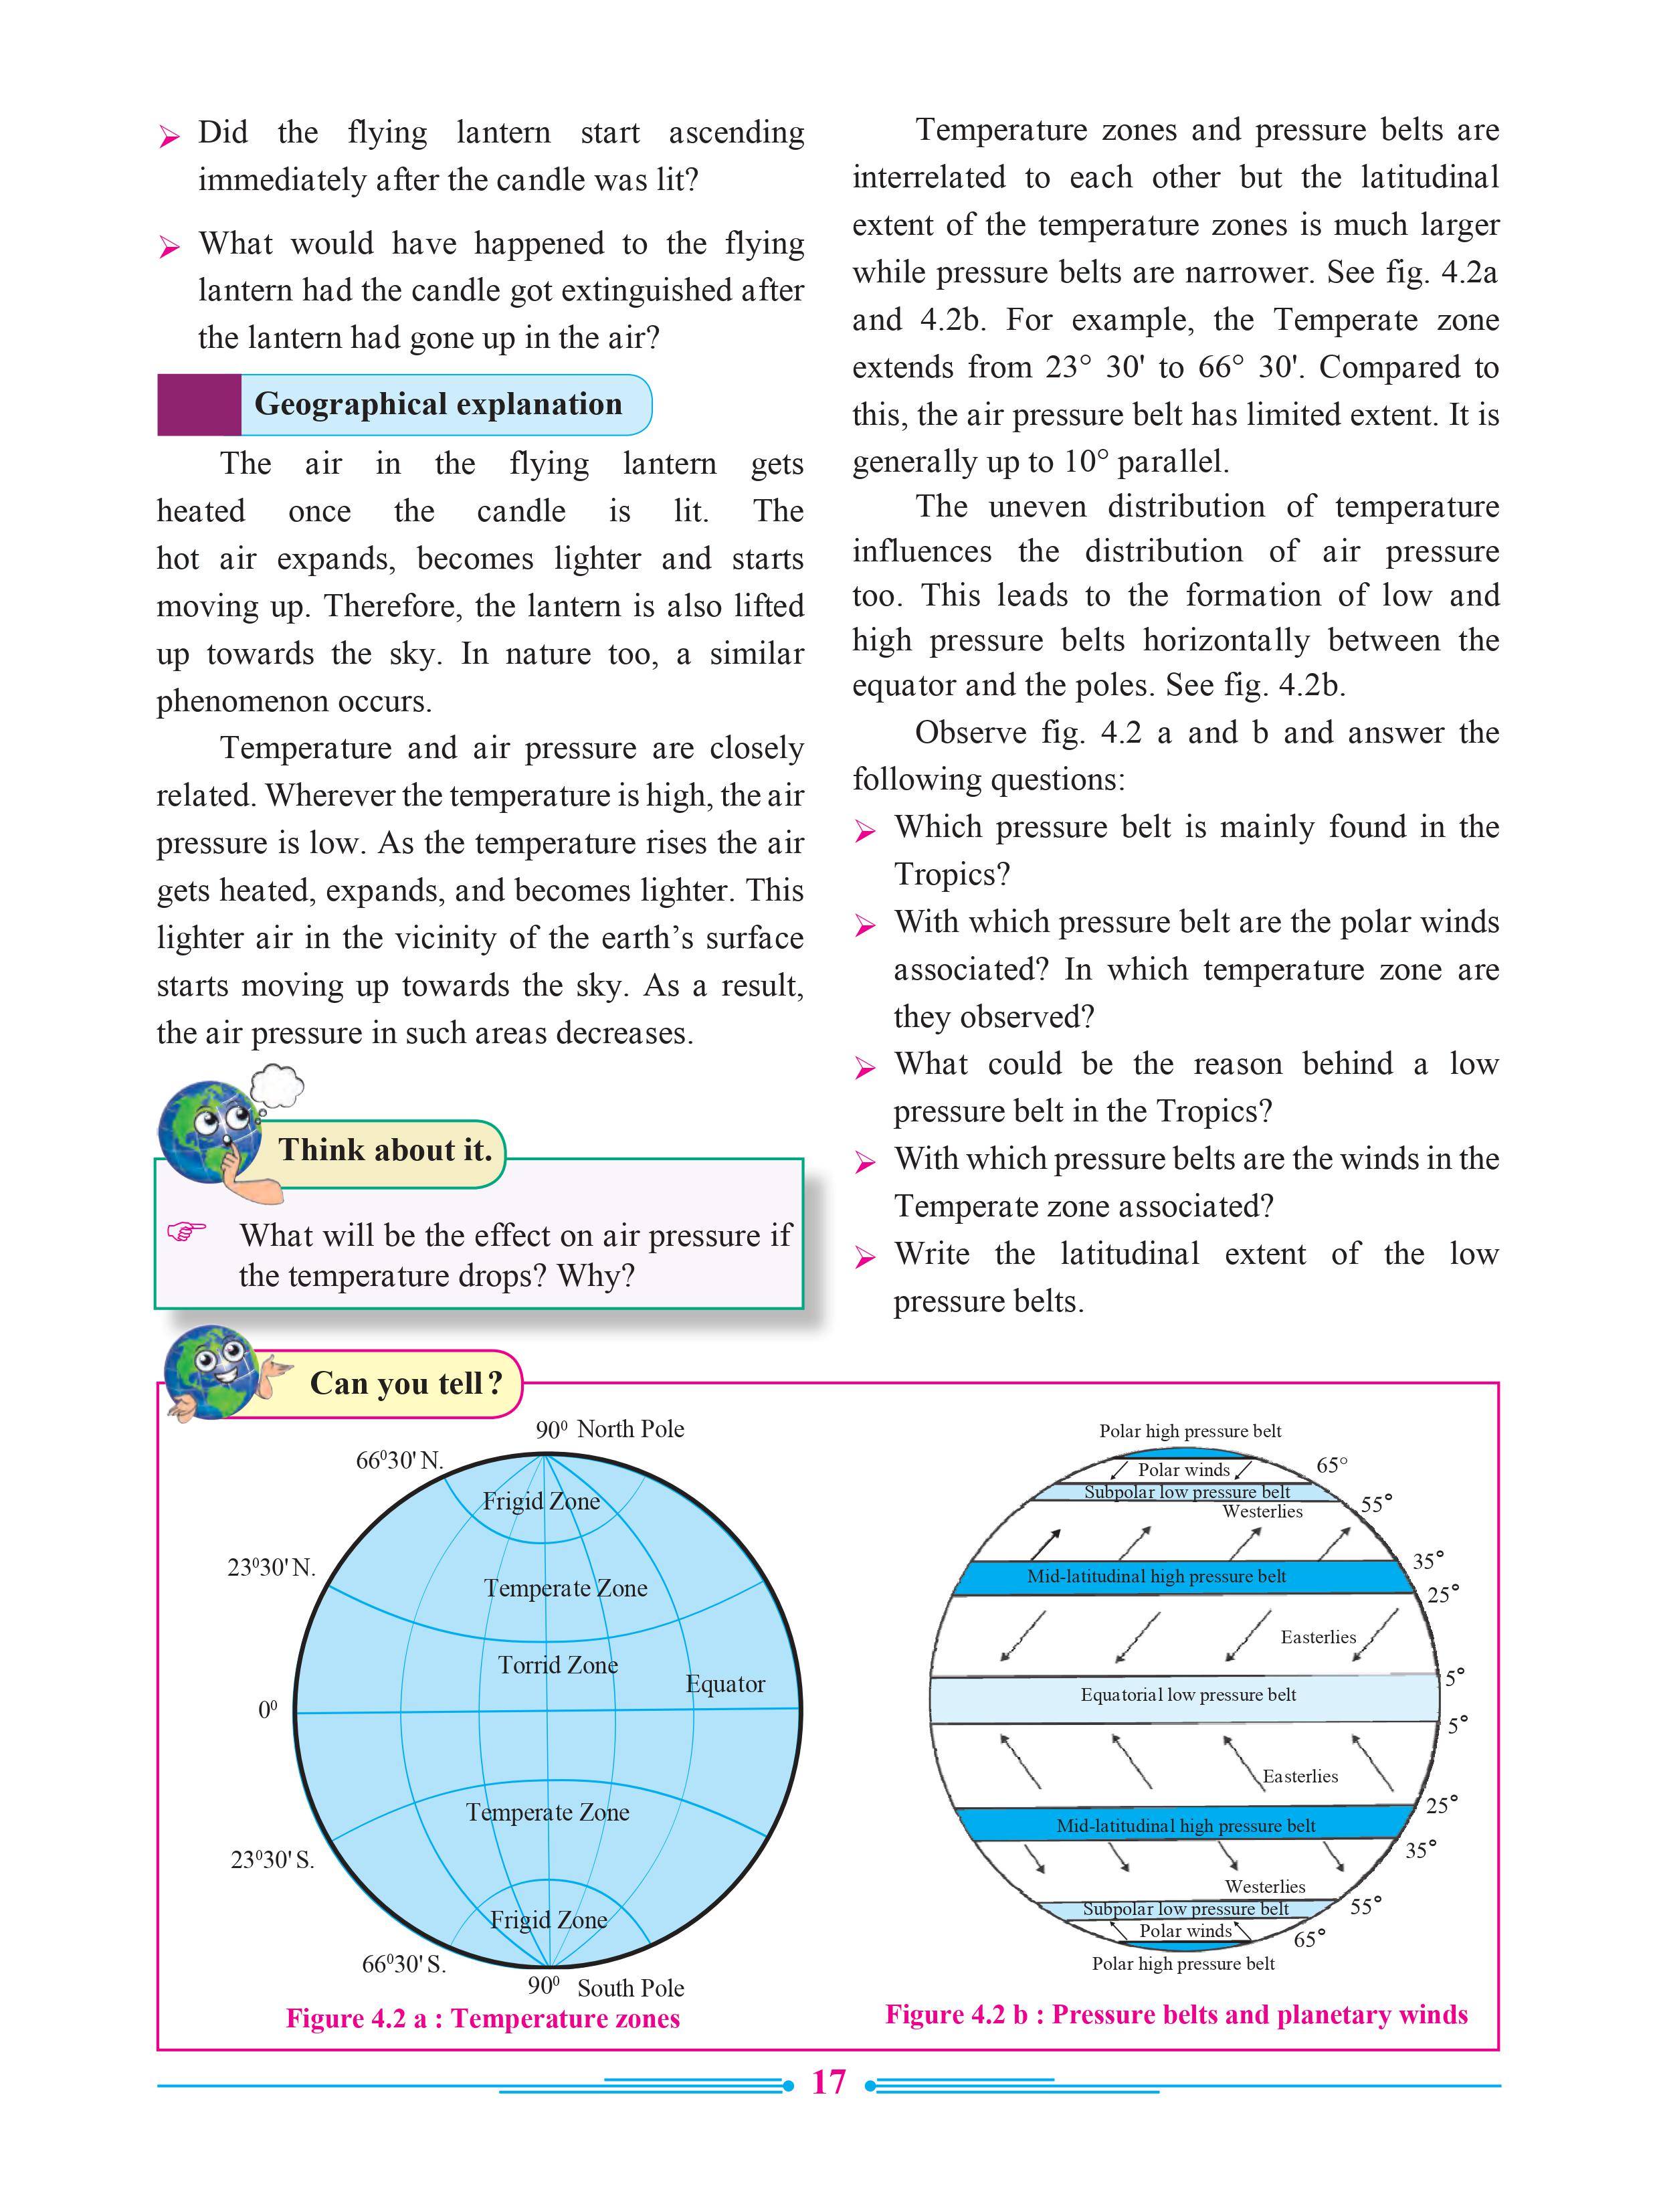 Did the flying lantern start ascending
immediately after the candle was lit?
What would have happened to the flying
lantern had the candle got extinguished after
the lantern had gone up in the air?
Geographical explanation
The air in the flying lantern gets
heated once the candle is lit. The
hot air expands, becomes lighter and starts
moving up. Therefore, the lantern is also lifted
up towards the sky. In nature too, a similar
phenomenon occurs.
Temperature and air pressure are closely
related. Wherever the temperature is high, the air
pressure is low. As the temperature rises the air
gets heated, expands, and becomes lighter. This
lighter air in the vicinity of the earth's surface
starts moving up towards the sky. As a result,
the air pressure in such areas decreases.
Think about it.
What will be the effect on air pressure if
the temperature drops? Why?
Temperature zones and pressure belts are
interrelated to each other but the latitudinal
extent of the temperature zones is much larger
while pressure belts are narrower. See fig. 4.2a
and 4.2b. For example, the Temperate zone
extends from 23° 30' to 66° 30'. Compared to
this, the air pressure belt has limited extent. It is
generally up to 10° parallel.
The uneven distribution of temperature
influences the distribution of air pressure
too. This leads to the formation of low and
high pressure belts horizontally between the
equator and the poles. See fig. 4.2b.
Observe fig. 4.2 a and b and answer the
following questions:
Which pressure belt is mainly found in the
Tropics?
With which pressure belt are the polar winds
associated? In which temperature zone are
they observed?
What could be the reason behind a low
pressure belt in the Tropics?
With which pressure belts are the winds in the
Temperate zone associated?
Write the latitudinal extent of the low
pressure belts.
Can you tell?
90⁰ North Pole
66⁰30' N.
Frigid Zone
23⁰30' N.
Temperate Zone
Torrid Zone
Equator
0⁰
Temperate Zone
23⁰30' S.
Frigid Zone
66⁰30' S.
90⁰ South Pole
Figure 4.2 a : Temperature zones
Polar high pressure belt
65°
Polar winds
Subpolar low pressure belt
55°
Westerlies
35°
Mid-latitudinal high pressure belt
25°
Easterlies
5°
Equatorial low pressure belt
5°
Easterlies
25°
Mid-latitudinal high pressure belt
35°
Westerlies
55°
Subpolar low pressure belt
Polar winds
65°
Polar high pressure belt
Figure 4.2 b : Pressure belts and planetary winds
17